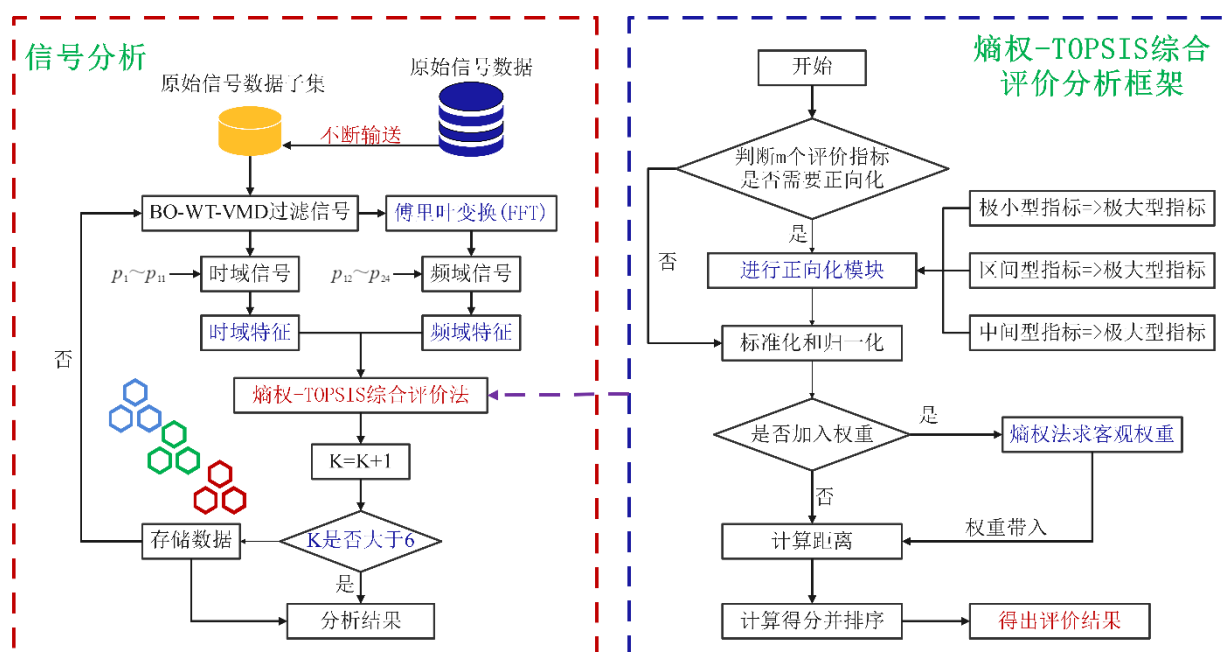 信号分析
原始信号数据
原始信号数据子集
不断输送
BO-WT-VMD过滤信号
傅里叶变换(FFT)
p1～p11
时域信号
p12～p24
频域信号
时域特征
频域特征
否
熵权-TOPSIS综合评价法
K=K+1
存储数据
K是否大于6
是
分析结果
熵权-TOPSIS综合
评价分析框架
开始
判断m个评价指标
是否需要正向化
是
否
进行正向化模块
极小型指标=>极大型指标
区间型指标=>极大型指标
中间型指标=>极大型指标
标准化和归一化
是否加入权重
是
熵权法求客观权重
否
权重带入
计算距离
计算得分并排序
得出评价结果